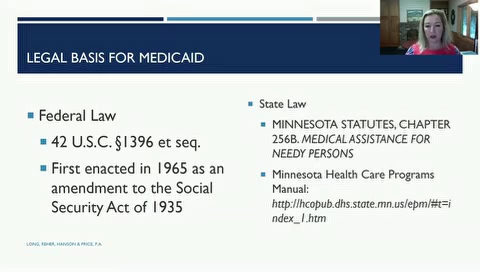 LEGAL BASIS FOR MEDICAID
Federal Law
42 U.S.C. §1396 et seq.
First enacted in 1965 as an
amendment to the Social
Security Act of 1935
State Law
MINNESOTA STATUTES, CHAPTER
256B. MEDICAL ASSISTANCE FOR
NEEDY PERSONS
Minnesota Health Care Programs
Manual:
http://hcopub.dhs.state.mn.us/epm/#t=i
ndex_1.htm
LONG, REHER, HANSON & PRICE, P.A.